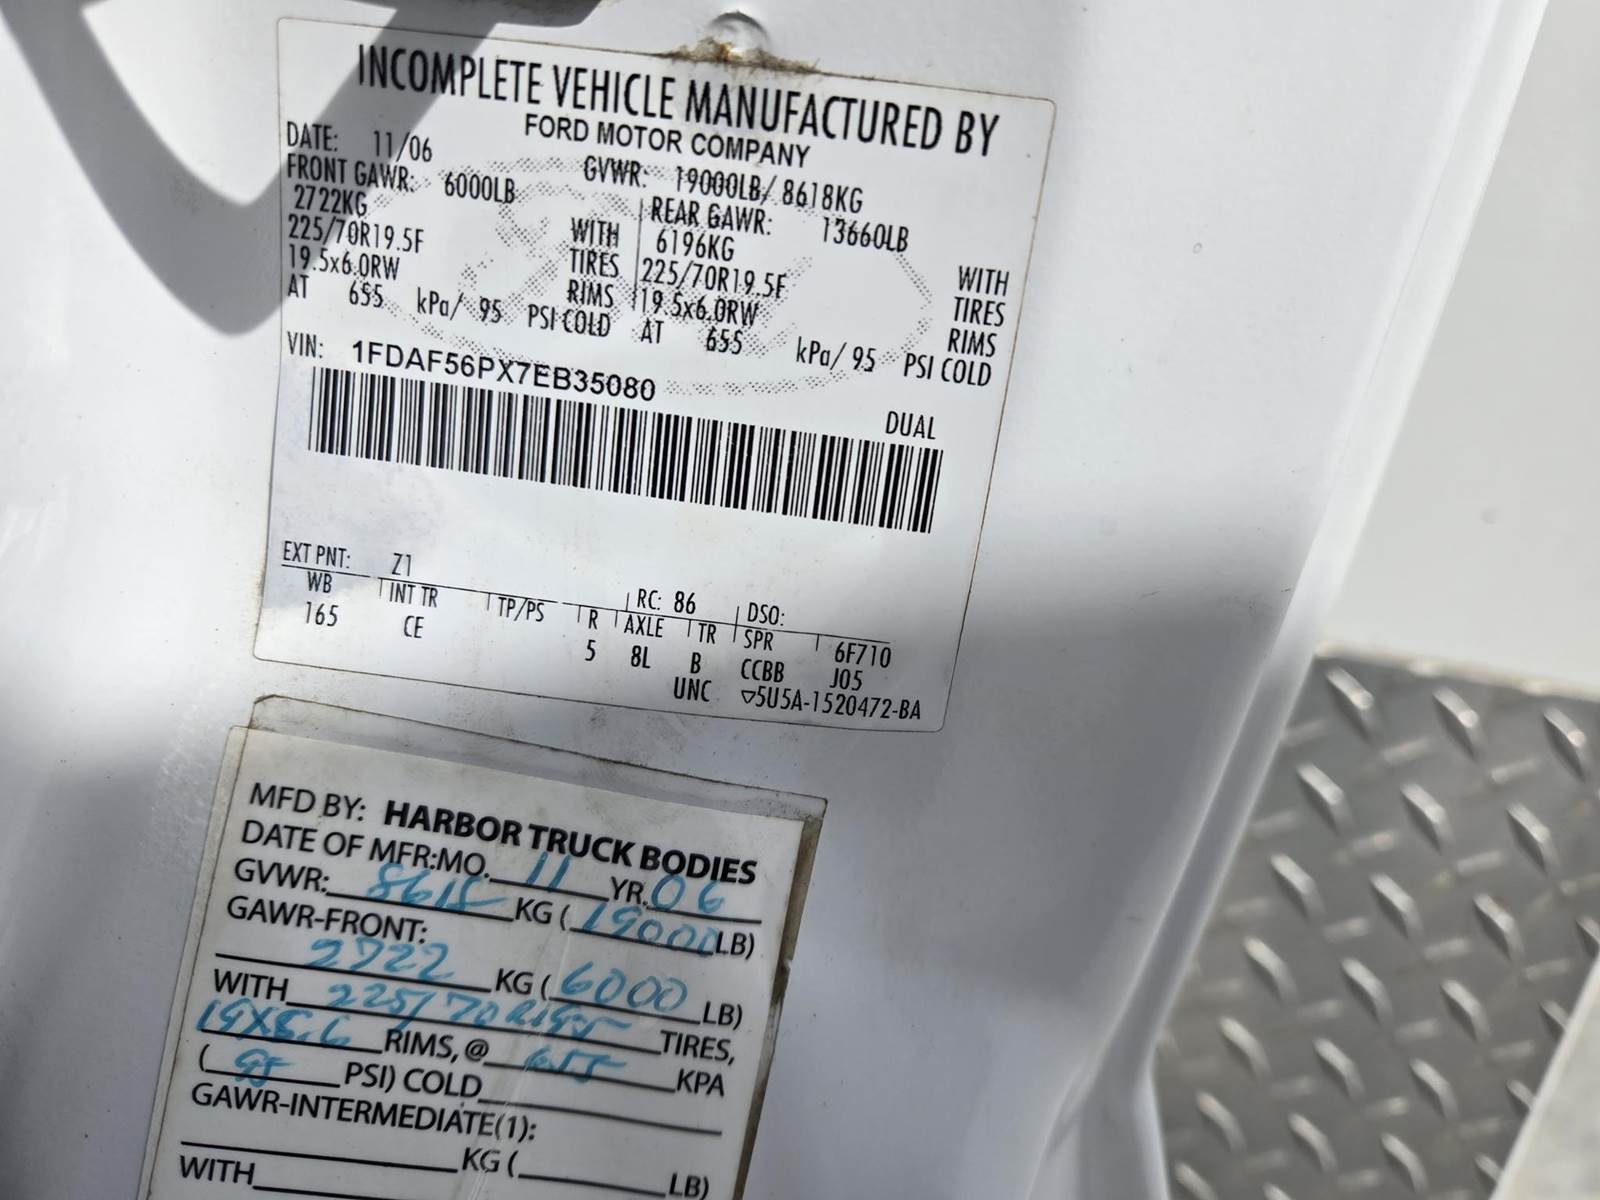 INCOMPLETE VEHICLE MANUFACTURED BY
FORD MOTOR COMPANY
DATE: 11/06 GVWR: 19000LB/ 8618KG
FRONT GAWR: 6000LB REAR GAWR: 13660LB
2722KG WITH 6196KG WITH
225/70R19.5F TIRES 225/70R19.5F TIRES
19.5x6.0RW RIMS 19.5x6.0RW RIMS
AT 655 kPa/ 95 PSI COLD AT 655 kPa/ 95 PSI COLD
VIN: 1FDAF56PX7EB35080
DUAL
EXT PNT: Z1 RC: 86 DSO:
WB INT TR TP/PS R AXLE TR SPR 6F710
165 CE 5 8L B CCBB J05
UNC ▽5U5A-1520472-BA
MFD BY: HARBOR TRUCK BODIES
DATE OF MFR:MO. 11 YR. 06
GVWR: 8618 KG (19000 LB)
GAWR-FRONT:
2722 KG (6000 LB)
WITH 225/70R195 TIRES,
RIMS, @ 655 KPA
(95 PSI) COLD
GAWR-INTERMEDIATE(1):
KG ( LB)
WITH